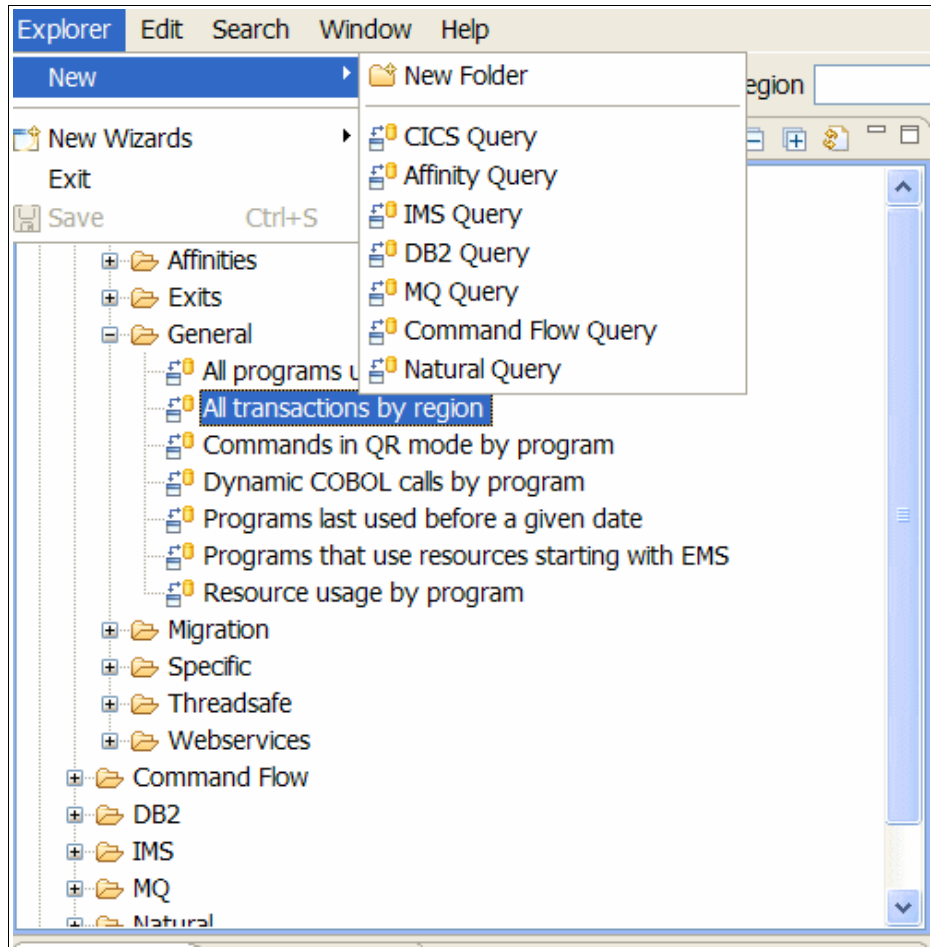 Explorer Edit Search Window Help
New
New Folder
egion
New Wizards
CICS Query
Exit
Affinity Query
Save Ctrl+S
IMS Query
Affinities
DB2 Query
Exits
MQ Query
General
Command Flow Query
All programs u
Natural Query
All transactions by region
Commands in QR mode by program
Dynamic COBOL calls by program
Programs last used before a given date
Programs that use resources starting with EMS
Resource usage by program
Migration
Specific
Threadsafe
Webservices
Command Flow
DB2
IMS
MQ
Natural